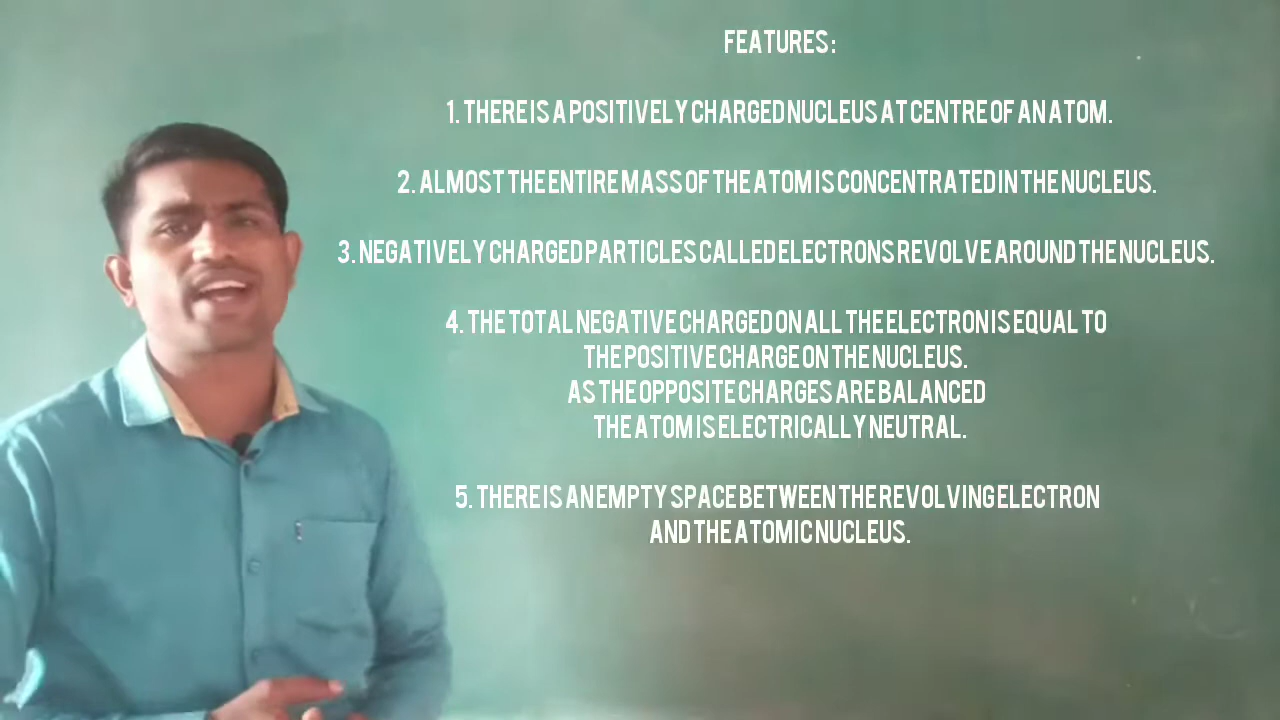 FEATURES :
1. THERE IS A POSITIVELY CHARGED NUCLEUS AT CENTRE OF AN ATOM.
2. ALMOST THE ENTIRE MASS OF THE ATOM IS CONCENTRATED IN THE NUCLEUS.
3. NEGATIVELY CHARGED PARTICLES CALLED ELECTRONS REVOLVE AROUND THE NUCLEUS.
4. THE TOTAL NEGATIVE CHARGED ON ALL THE ELECTRON IS EQUAL TO
THE POSITIVE CHARGE ON THE NUCLEUS.
AS THE OPPOSITE CHARGES ARE BALANCED
THE ATOM IS ELECTRICALLY NEUTRAL.
5. THERE IS AN EMPTY SPACE BETWEEN THE REVOLVING ELECTRON
AND THE ATOMIC NUCLEUS.